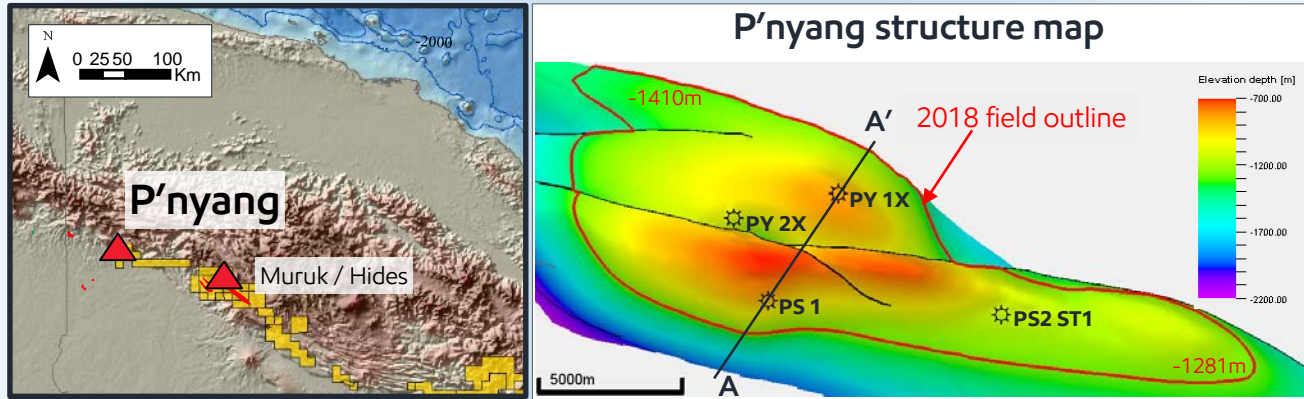 N
0 25 50 100
Km
-2000
P'nyang
Muruk / Hides
P'nyang structure map
Elevation depth [m]
-700.00
-1200.00
-1700.00
-2200.00
-1410m
A'
2018 field outline
PY 1X
PY 2X
PS 1
PS2 ST1
-1281m
5000m
A